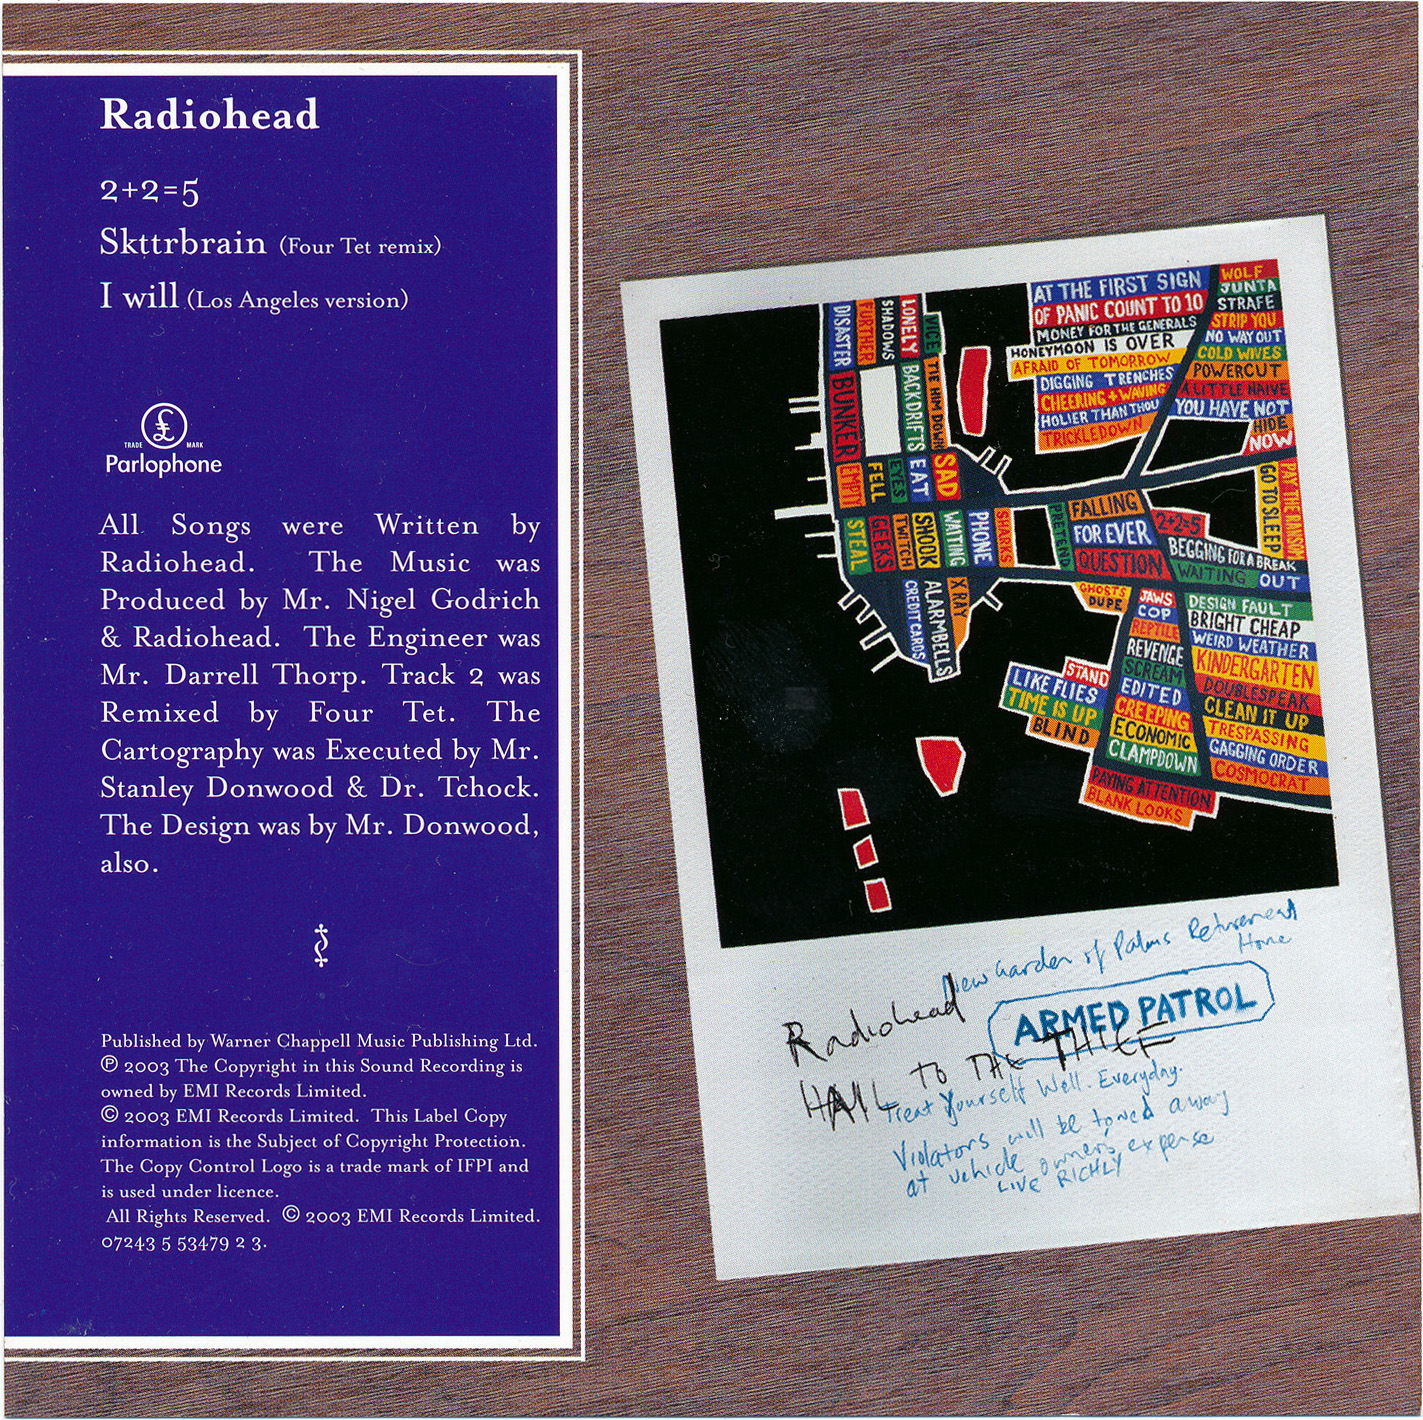 Radiohead
2+2=5
Skttrbrain (Four Tet remix)
I will (Los Angeles version)
TRADE £ MARK
Parlophone
All Songs were Written by
Radiohead. The Music was
Produced by Mr. Nigel Godrich
& Radiohead. The Engineer was
Mr. Darrell Thorp. Track 2 was
Remixed by Four Tet. The
Cartography was Executed by Mr.
Stanley Donwood & Dr. Tchock.
The Design was by Mr. Donwood,
also.
Published by Warner Chappell Music Publishing Ltd.
℗ 2003 The Copyright in this Sound Recording is
owned by EMI Records Limited.
© 2003 EMI Records Limited. This Label Copy
information is the Subject of Copyright Protection.
The Copy Control Logo is a trade mark of IFPI and
is used under licence.
All Rights Reserved. © 2003 EMI Records Limited.
07243 5 53479 2 3.
DISASTER
FURTHER
SHADOWS
LONELY
VICE
BUNKER
BACKDRIFTS
TIE HIM DOWN
EMPTY
FELL
EYES
EAT
SAD
STEAL
GEEKS
TWITCH
SNOOK
WAITING
PHONE
SHARKS
CREDIT CARDS
ALARMBELLS
XRAY
AT THE FIRST SIGN
OF PANIC COUNT TO 10
MONEY FOR THE GENERALS
HONEYMOON IS OVER
AFRAID OF TOMORROW
DIGGING TRENCHES
CHEERING + WAVING
HOLIER THAN THOU
TRICKLEDOWN
WOLF
JUNTA
STRAFE
STRIP YOU
NO WAY OUT
COLD WIVES
POWERCUT
A LITTLE NAIVE
YOU HAVE NOT
HIDE
NOW
GO TO SLEEP
PAY THE RANSOM
PRETEND
FALLING
FOR EVER
QUESTION
2+2=5
BEGGING FOR A BREAK
WAITING OUT
GHOSTS
DUPE
JAWS
COP
REPTILE
REVENGE
SCREAM
EDITED
CREEPING
ECONOMIC
CLAMPDOWN
PAYING ATTENTION
BLANK LOOKS
DESIGN FAULT
BRIGHT CHEAP
WEIRD WEATHER
KINDERGARTEN
DOUBLESPEAK
CLEAN IT UP
TRESPASSING
GAGGING ORDER
COSMOCRAT
STAND
LIKE FLIES
TIME IS UP
BLIND
New Garden of Palms Retirement
Home
Radiohead
ARMED PATROL
HAIL TO THE THIEF
Treat Yourself Well. Everyday.
Violators will be towed away
at vehicle owners expense
LIVE RICHLY